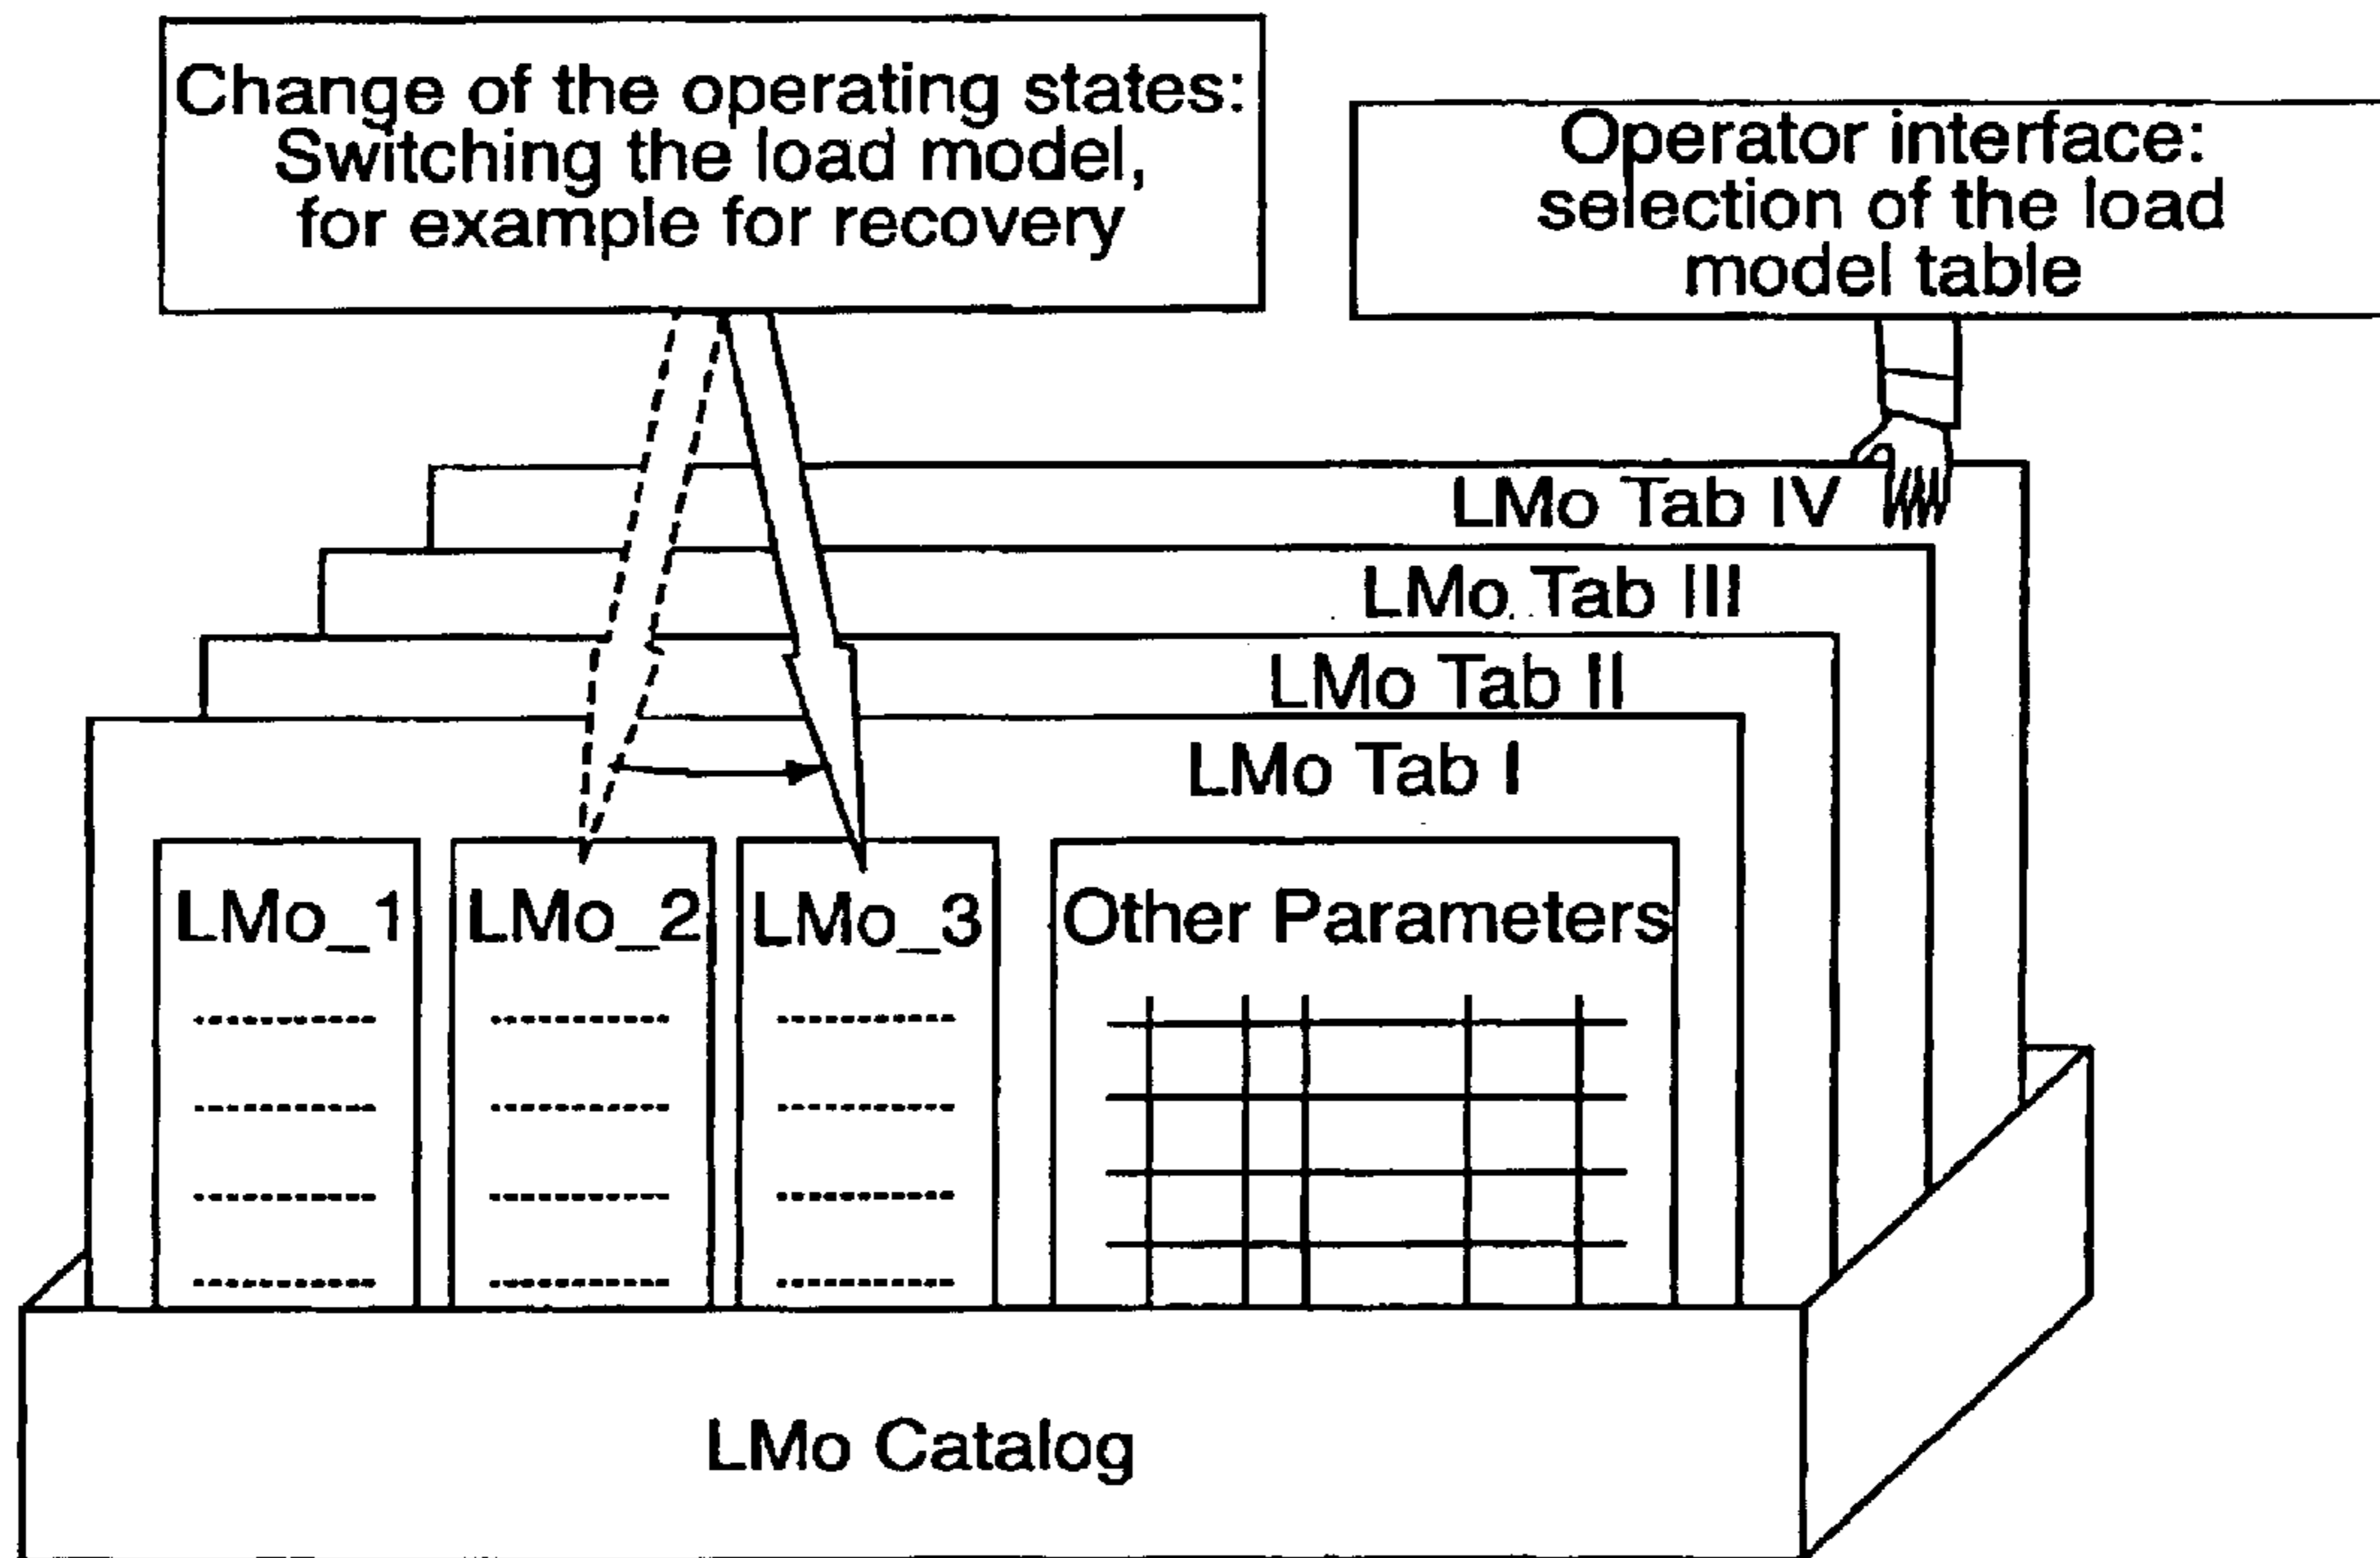 Change of the operating states:
Switching the load model,
for example for recovery
Operator interface:
selection of the load
model table
LMo Tab IV
LMo Tab III
LMo Tab II
LMo Tab I
LMo_1
LMo_2
LMo_3
Other Parameters
LMo Catalog